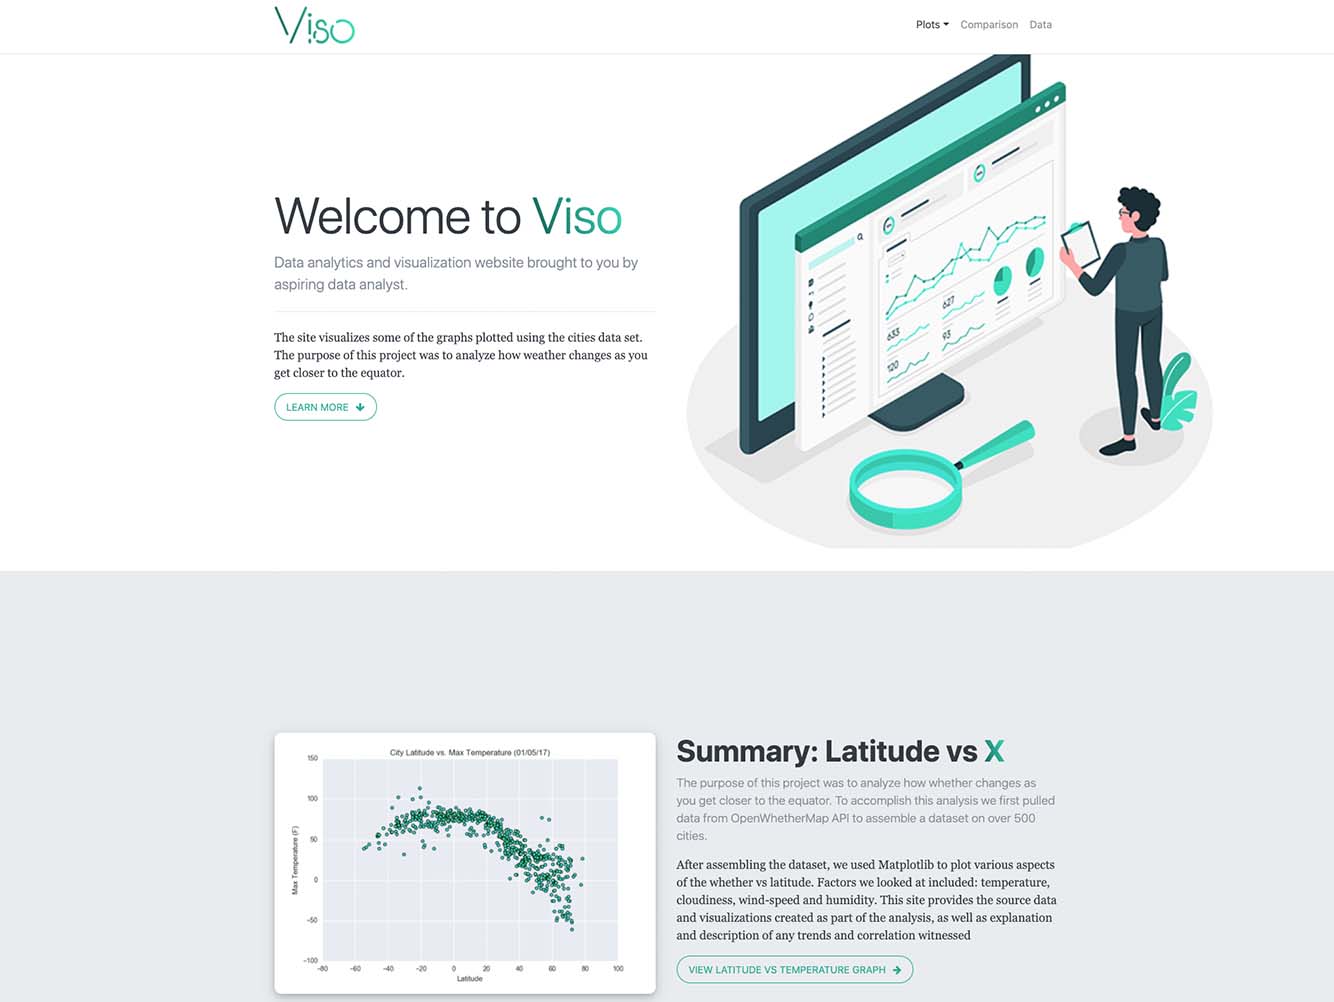 Viso
Plots
Comparison
Data
Welcome to Viso
Data analytics and visualization website brought to you by
aspiring data analyst.
The site visualizes some of the graphs plotted using the cities data set.
The purpose of this project was to analyze how weather changes as you
get closer to the equator.
LEARN MORE
627
633
93
120
City Latitude vs. Max Temperature (01/05/17)
Max Temperature (F)
150
100
50
0
−50
−100
−80 −60 −40 −20 0 20 40 60 80 100
Latitude
Summary: Latitude vs X
The purpose of this project was to analyze how whether changes as
you get closer to the equator. To accomplish this analysis we first pulled
data from OpenWhetherMap API to assemble a dataset on over 500
cities.
After assembling the dataset, we used Matplotlib to plot various aspects
of the whether vs latitude. Factors we looked at included: temperature,
cloudiness, wind-speed and humidity. This site provides the source data
and visualizations created as part of the analysis, as well as explanation
and description of any trends and correlation witnessed
VIEW LATITUDE VS TEMPERATURE GRAPH